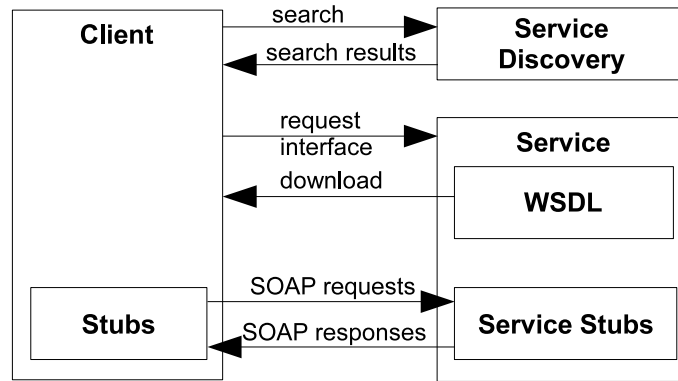 Client
search
search results
Service
Discovery
request
interface
download
Service
WSDL
SOAP requests
SOAP responses
Stubs
Service Stubs